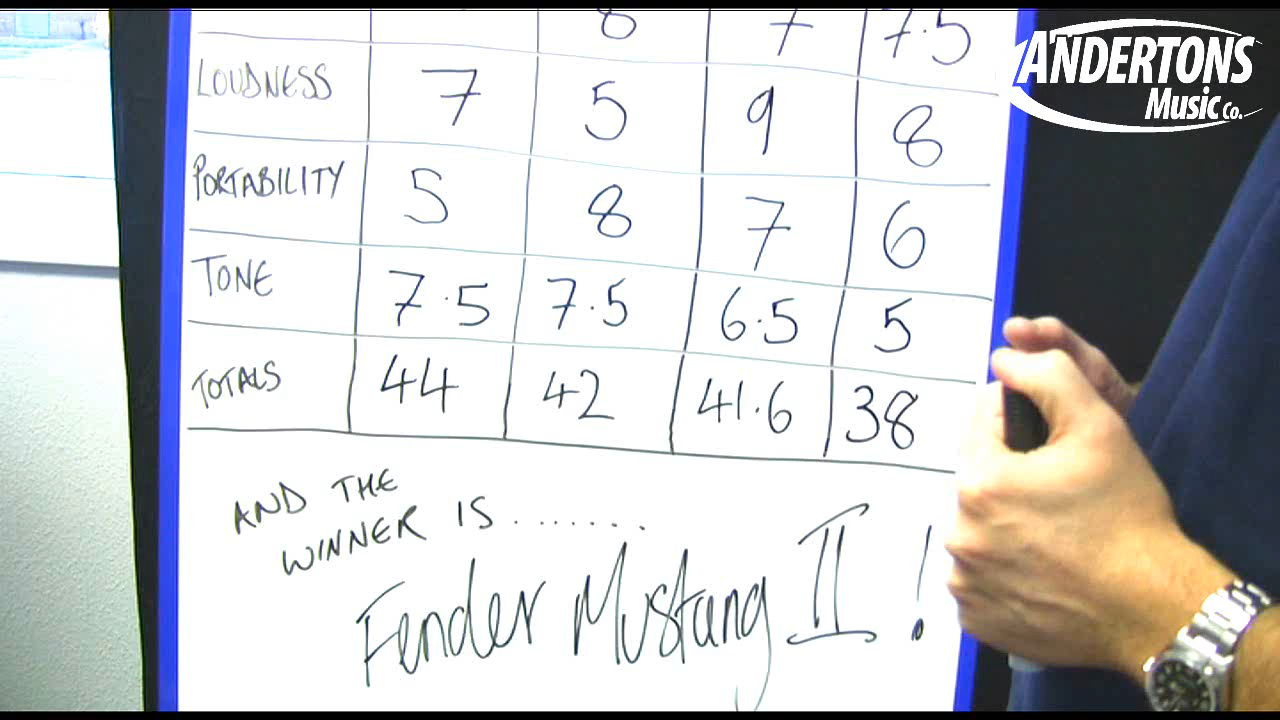 8 7 7.5
ANDERTONS
Music Co.
LOUDNESS 7 5 9 8
PORTABILITY 5 8 7 6
TONE 7.5 7.5 6.5 5
TOTALS 44 42 41.6 38
AND THE
WINNER IS .......
Fender Mustang II !